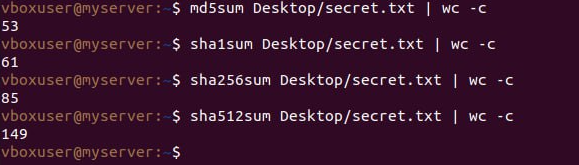 vboxuser@myserver:~$ md5sum Desktop/secret.txt | wc -c
53
vboxuser@myserver:~$ sha1sum Desktop/secret.txt | wc -c
61
vboxuser@myserver:~$ sha256sum Desktop/secret.txt | wc -c
85
vboxuser@myserver:~$ sha512sum Desktop/secret.txt | wc -c
149
vboxuser@myserver:~$